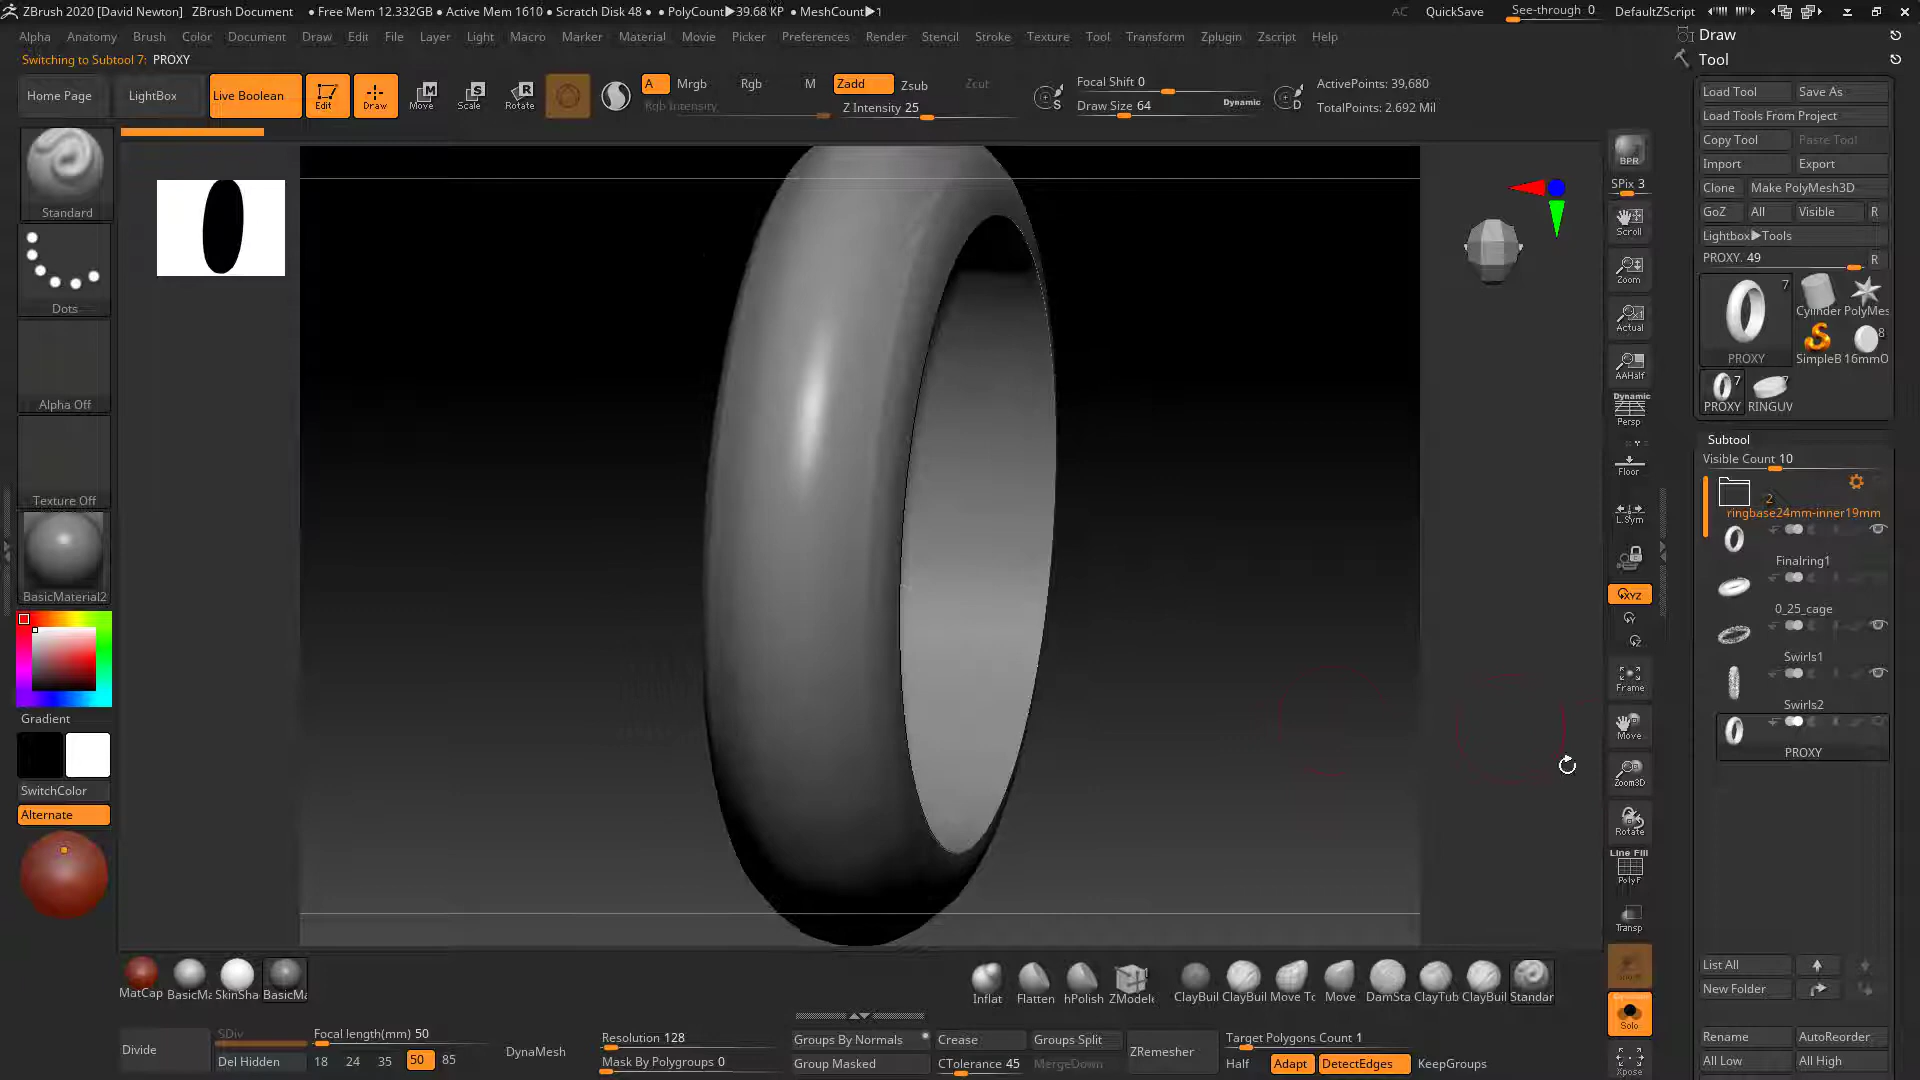 ZBrush 2020 [David Newton] ZBrush Document • Free Mem 12.332GB • Active Mem 1610 • Scratch Disk 48 • • PolyCount▶39.68 KP • MeshCount▶1 AC QuickSave See-through 0 DefaultZScript
Alpha Anatomy Brush Color Document Draw Edit File Layer Light Macro Marker Material Movie Picker Preferences Render Stencil Stroke Texture Tool Transform Zplugin Zscript Help
Switching to Subtool 7: PROXY
Home Page LightBox Live Boolean Edit Draw Move Scale Rotate
A Mrgb Rgb M Zadd Zsub Zcut
Rgb Intensity Z Intensity 25
Focal Shift 0
Draw Size 64 Dynamic
ActivePoints: 39,680
TotalPoints: 2.692 Mil
Standard
Dots
Alpha Off
Texture Off
BasicMaterial2
Gradient
SwitchColor
Alternate
BPR
SPix 3
Scroll
Zoom
Actual
AAHalf
Dynamic
Persp
Floor
L.Sym
XYZ
Frame
Move
Zoom3D
Rotate
Line Fill
PolyF
Transp
Solo
Xpose
Draw
Tool
Load Tool Save As
Load Tools From Project
Copy Tool Paste Tool
Import Export
Clone Make PolyMesh3D
GoZ All Visible R
Lightbox▶Tools
PROXY. 49 R
7
Cylinder PolyMes
8
PROXY SimpleB 16mmO
7 7
PROXY RINGUV
Subtool
Visible Count 10
2
ringbase24mm-inner19mm
Finalring1
0_25_cage
Swirls1
Swirls2
PROXY
List All
New Folder
Rename AutoReorder
All Low All High
MatCap BasicMa SkinSha BasicMa
Inflat Flatten hPolish ZModele ClayBuil ClayBuil Move To Move DamSta ClayTub ClayBuil Standar
Divide
SDiv
Del Hidden
Focal length(mm) 50
18 24 35 50 85
DynaMesh
Resolution 128
Mask By Polygroups 0
Groups By Normals
Group Masked
Crease
CTolerance 45
Groups Split
MergeDown
ZRemesher
Target Polygons Count 1
Half Adapt DetectEdges KeepGroups